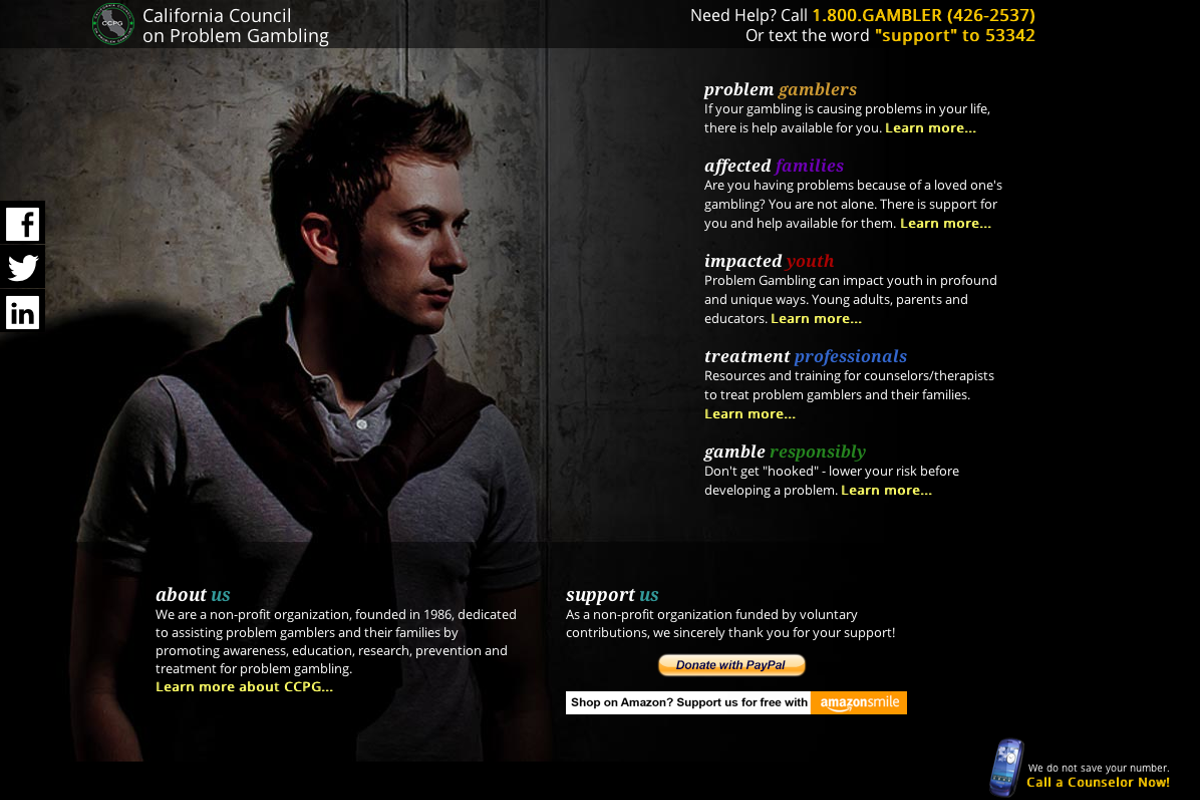 CCPG
California Council
on Problem Gambling
Need Help? Call 1.800.GAMBLER (426-2537)
Or text the word "support" to 53342
problem gamblers
If your gambling is causing problems in your life,
there is help available for you. Learn more...
affected families
Are you having problems because of a loved one's
gambling? You are not alone. There is support for
you and help available for them. Learn more...
impacted youth
Problem Gambling can impact youth in profound
and unique ways. Young adults, parents and
educators. Learn more...
treatment professionals
Resources and training for counselors/therapists
to treat problem gamblers and their families.
Learn more...
gamble responsibly
Don't get "hooked" - lower your risk before
developing a problem. Learn more...
about us
We are a non-profit organization, founded in 1986, dedicated
to assisting problem gamblers and their families by
promoting awareness, education, research, prevention and
treatment for problem gambling.
Learn more about CCPG...
support us
As a non-profit organization funded by voluntary
contributions, we sincerely thank you for your support!
Donate with PayPal
Shop on Amazon? Support us for free with amazonsmile
We do not save your number.
Call a Counselor Now!